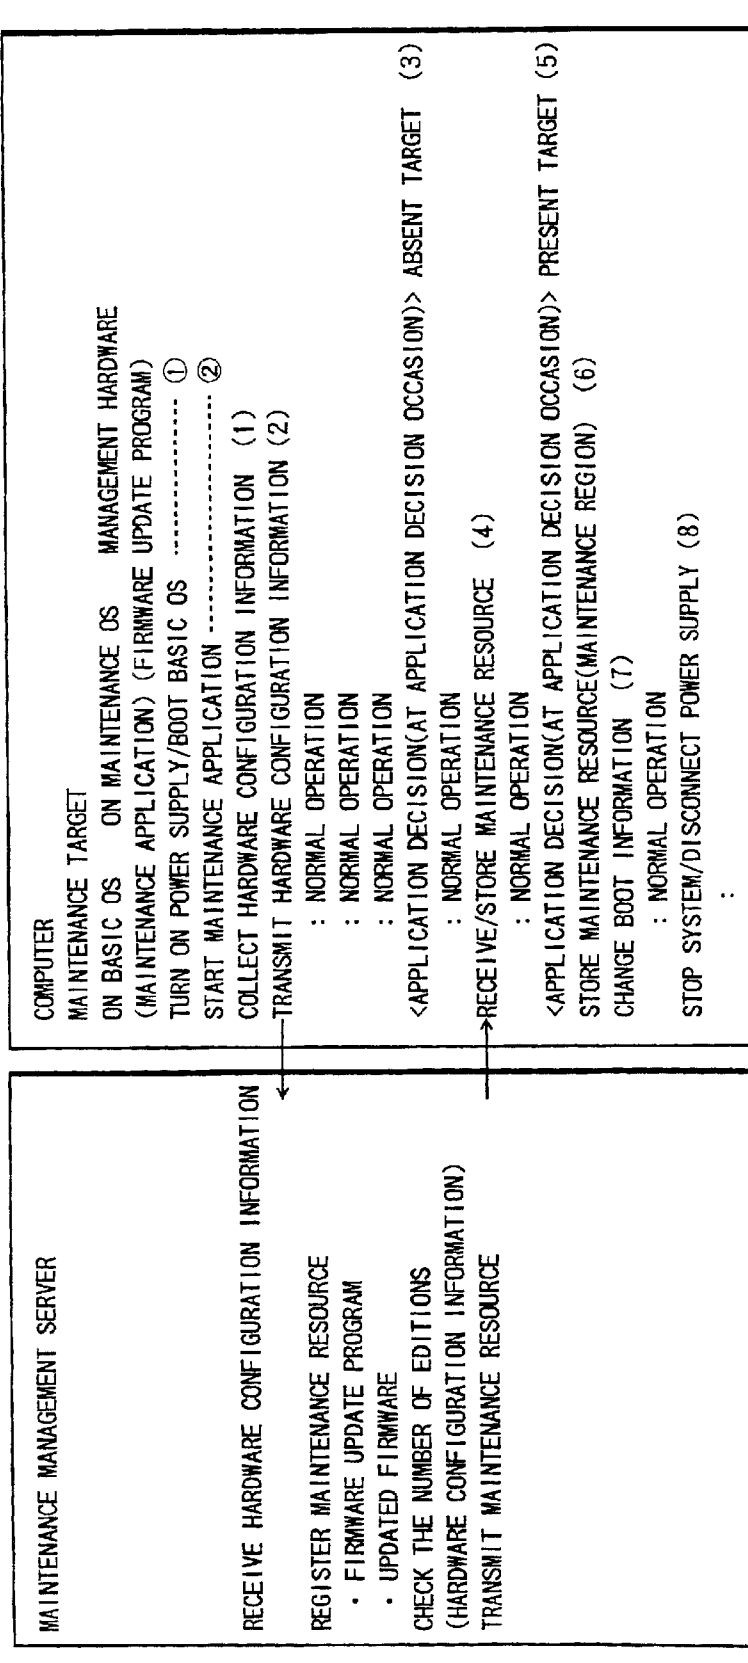 MAINTENANCE MANAGEMENT SERVER
RECEIVE HARDWARE CONFIGURATION INFORMATION
REGISTER MAINTENANCE RESOURCE
・ FIRMWARE UPDATE PROGRAM
・ UPDATED FIRMWARE
CHECK THE NUMBER OF EDITIONS
(HARDWARE CONFIGURATION INFORMATION)
TRANSMIT MAINTENANCE RESOURCE
COMPUTER
MAINTENANCE TARGET
ON BASIC OS ON MAINTENANCE OS MANAGEMENT HARDWARE
(MAINTENANCE APPLICATION) (FIRMWARE UPDATE PROGRAM)
TURN ON POWER SUPPLY/BOOT BASIC OS ---------------- ①
START MAINTENANCE APPLICATION ---------------------- ②
COLLECT HARDWARE CONFIGURATION INFORMATION (1)
TRANSMIT HARDWARE CONFIGURATION INFORMATION (2)
: NORMAL OPERATION
: NORMAL OPERATION
: NORMAL OPERATION
<APPLICATION DECISION(AT APPLICATION DECISION OCCASION)> ABSENT TARGET (3)
: NORMAL OPERATION
RECEIVE/STORE MAINTENANCE RESOURCE (4)
: NORMAL OPERATION
<APPLICATION DECISION(AT APPLICATION DECISION OCCASION)> PRESENT TARGET (5)
STORE MAINTENANCE RESOURCE(MAINTENANCE REGION) (6)
CHANGE BOOT INFORMATION (7)
: NORMAL OPERATION
STOP SYSTEM/DISCONNECT POWER SUPPLY (8)
: